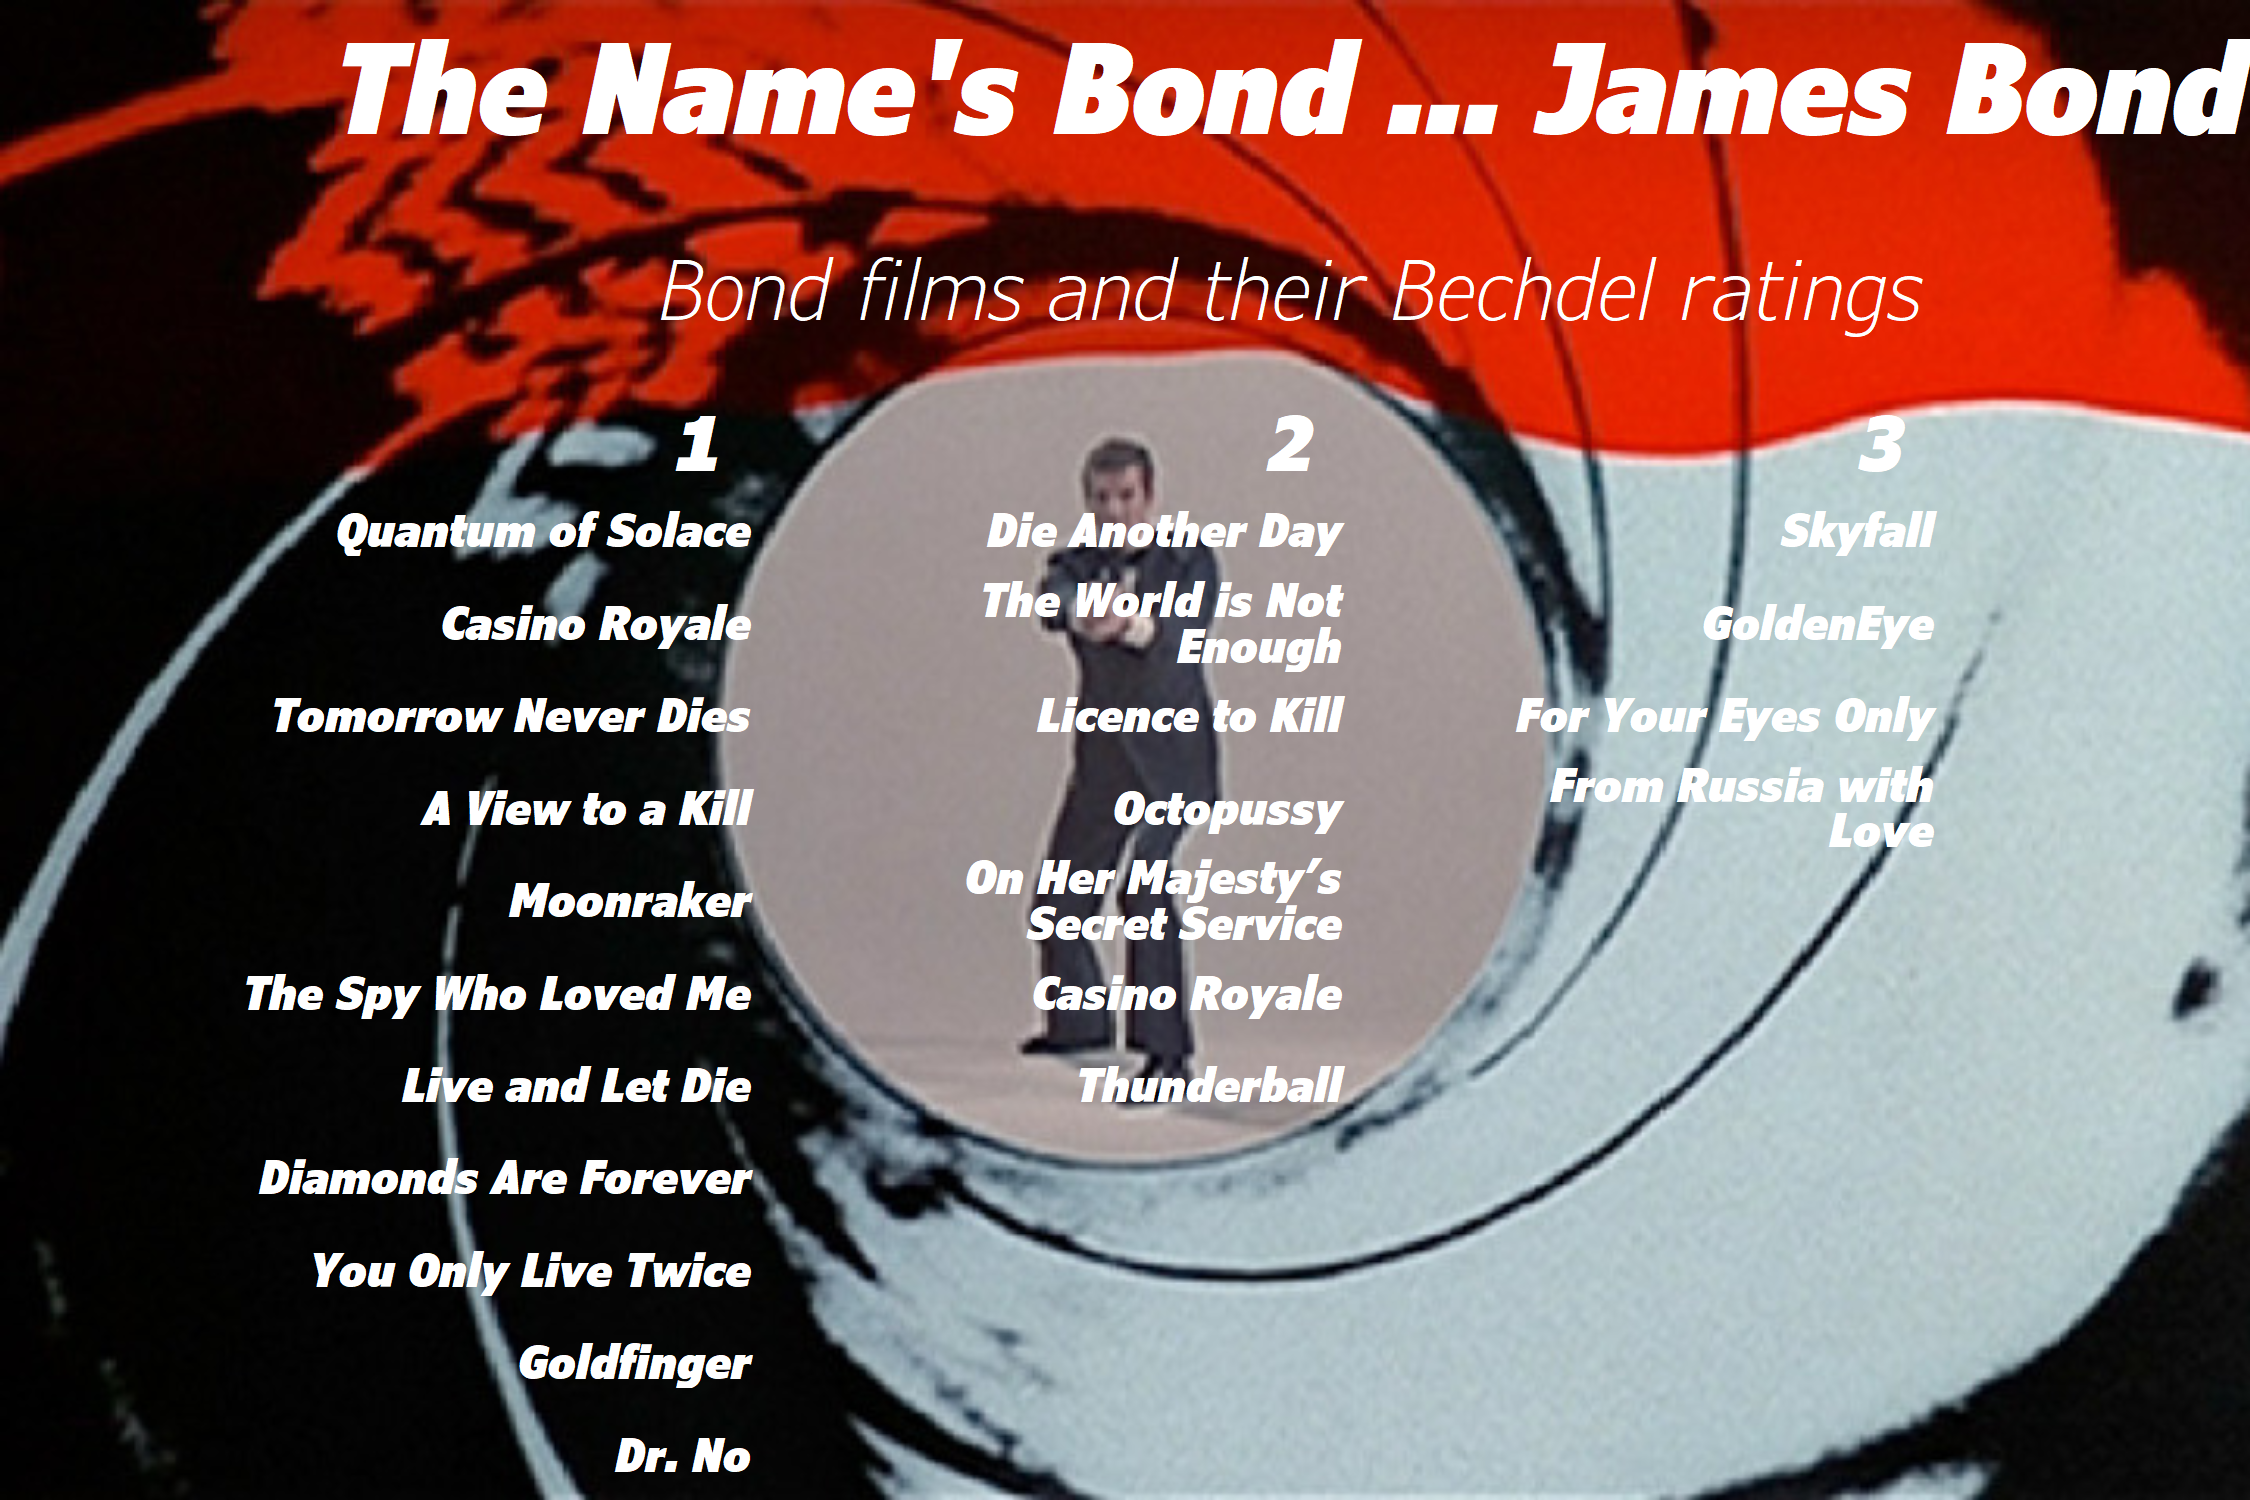 The Name's Bond ... James Bond
Bond films and their Bechdel ratings
1
Quantum of Solace
Casino Royale
Tomorrow Never Dies
A View to a Kill
Moonraker
The Spy Who Loved Me
Live and Let Die
Diamonds Are Forever
You Only Live Twice
Goldfinger
Dr. No
2
Die Another Day
The World is Not
Enough
Licence to Kill
Octopussy
On Her Majesty’s
Secret Service
Casino Royale
Thunderball
3
Skyfall
GoldenEye
For Your Eyes Only
From Russia with
Love